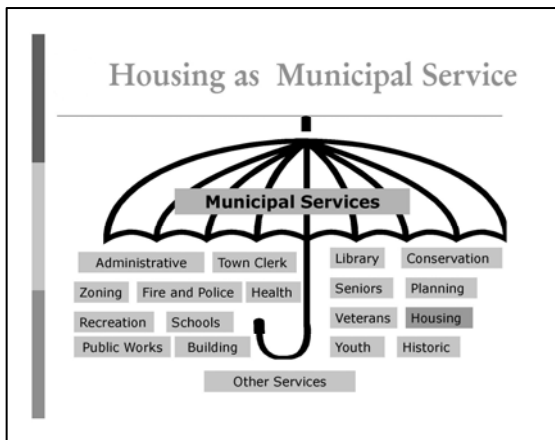 Housing as Municipal Service
Municipal Services
Administrative Town Clerk
Zoning Fire and Police Health
Recreation Schools
Public Works Building
Library Conservation
Seniors Planning
Veterans Housing
Youth Historic
Other Services